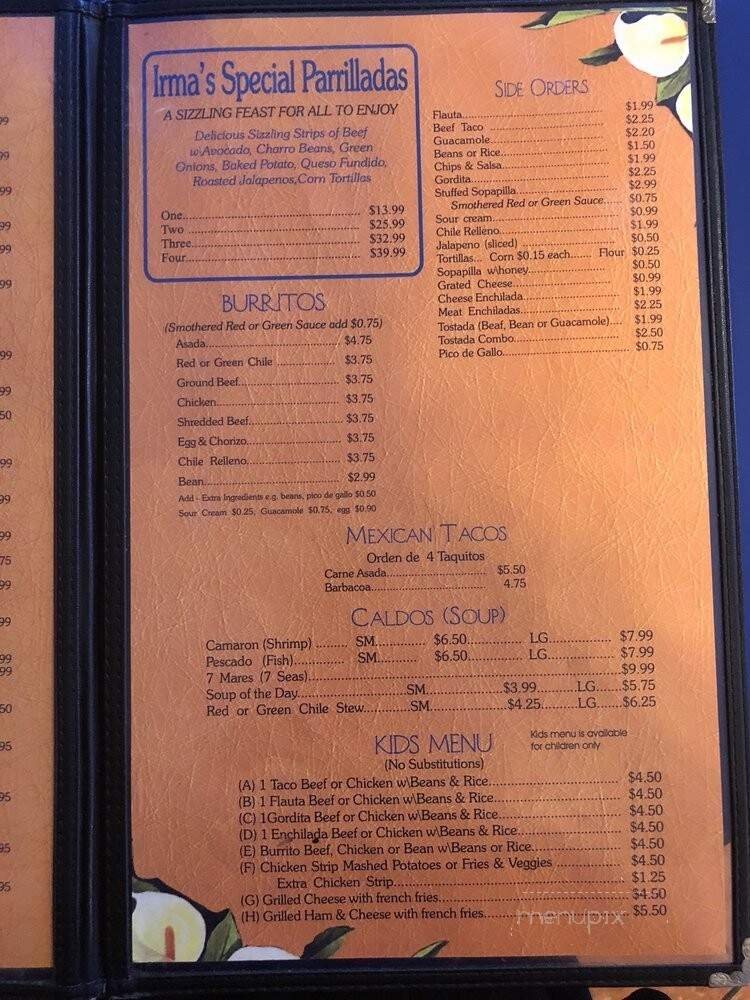 Irma's Special Parrilladas
A SIZZLING FEAST FOR ALL TO ENJOY
Delicious Sizzling Strips of Beef
w\Avocado, Charro Beans, Green
Onions, Baked Potato, Queso Fundido,
Roasted Jalapenos,Corn Tortillas
One........ $13.99
Two ........ $25.99
Three........ $32.99
Four........ $39.99
SIDE ORDERS
Flauta........ $1.99
Beef Taco ........ $2.25
Guacamole........ $2.20
Beans or Rice........ $1.50
Chips & Salsa........ $1.99
Gordita........ $2.25
Stuffed Sopapilla........ $2.99
Smothered Red or Green Sauce.... $0.75
Sour cream........ $0.99
Chile Relleno........ $1.99
Jalapeno (sliced) ........ $0.50
Tortillas... Corn $0.15 each....... Flour $0.25
Sopapilla w\honey........ $0.50
Grated Cheese........ $0.99
Cheese Enchilada........ $1.99
Meat Enchiladas........ $2.25
Tostada (Beef, Bean or Guacamole).... $1.99
Tostada Combo........ $2.50
Pico de Gallo........ $0.75
BURRITOS
(Smothered Red or Green Sauce add $0.75)
Asada........ $4.75
Red or Green Chile ........ $3.75
Ground Beef........ $3.75
Chicken........ $3.75
Shredded Beef........ $3.75
Egg & Chorizo........ $3.75
Chile Relleno........ $3.75
Bean........ $2.99
Add - Extra Ingredients e.g. beans, pico de gallo $0.50
Sour Cream $0.25, Guacamole $0.75, egg $0.90
MEXICAN TACOS
Orden de 4 Taquitos
Carne Asada........ $5.50
Barbacoa........ 4.75
CALDOS (SOUP)
Camaron (Shrimp) ........ SM........ $6.50........ LG........ $7.99
Pescado (Fish)........ SM........ $6.50........ LG........ $7.99
7 Mares (7 Seas)........ $9.99
Soup of the Day........SM........$3.99........LG......$5.75
Red or Green Chile Stew........SM........$4.25........LG......$6.25
KIDS MENU
Kids menu is available
for children only
(No Substitutions)
(A) 1 Taco Beef or Chicken w\Beans & Rice........ $4.50
(B) 1 Flauta Beef or Chicken w\Beans & Rice........ $4.50
(C) 1Gordita Beef or Chicken w\Beans & Rice........ $4.50
(D) 1 Enchilada Beef or Chicken w\Beans & Rice........ $4.50
(E) Burrito Beef, Chicken or Bean w\Beans or Rice........ $4.50
(F) Chicken Strip Mashed Potatoes or Fries & Veggies ........ $4.50
Extra Chicken Strip........ $1.25
(G) Grilled Cheese with french fries........ $4.50
(H) Grilled Ham & Cheese with french fries........ $5.50
menupix